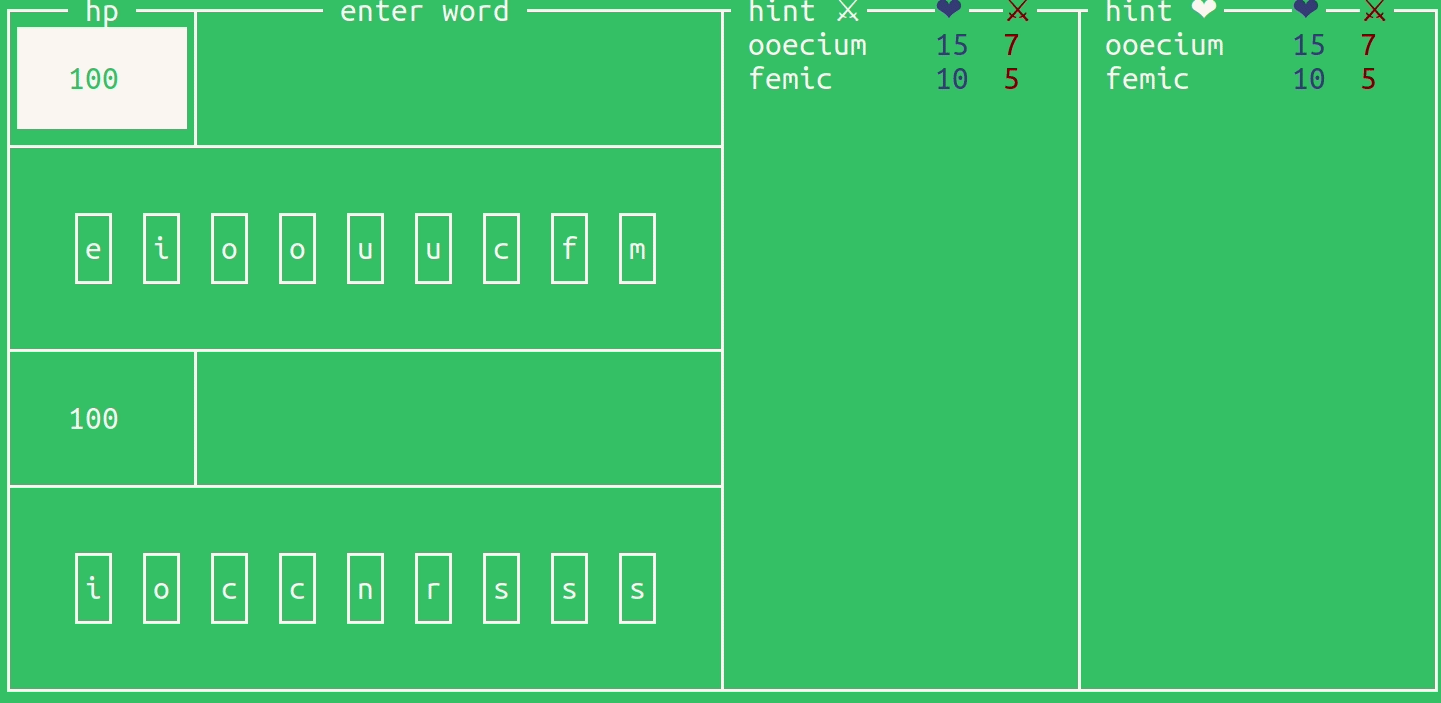 hp enter word hint ⚔ ❤ ⚔ hint ❤ ❤ ⚔
ooecium 15 7 ooecium 15 7
100 femic 10 5 femic 10 5
e i o o u u c f m
100
i o c c n r s s s